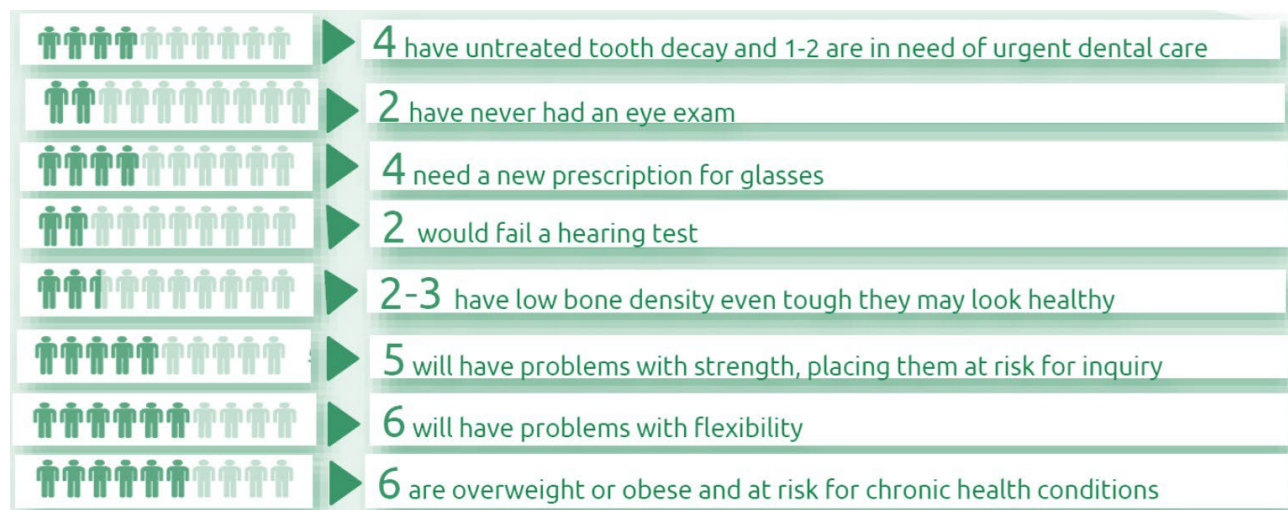 4 have untreated tooth decay and 1-2 are in need of urgent dental care
2 have never had an eye exam
4 need a new prescription for glasses
2 would fail a hearing test
2-3 have low bone density even tough they may look healthy
5 will have problems with strength, placing them at risk for inquiry
6 will have problems with flexibility
6 are overweight or obese and at risk for chronic health conditions